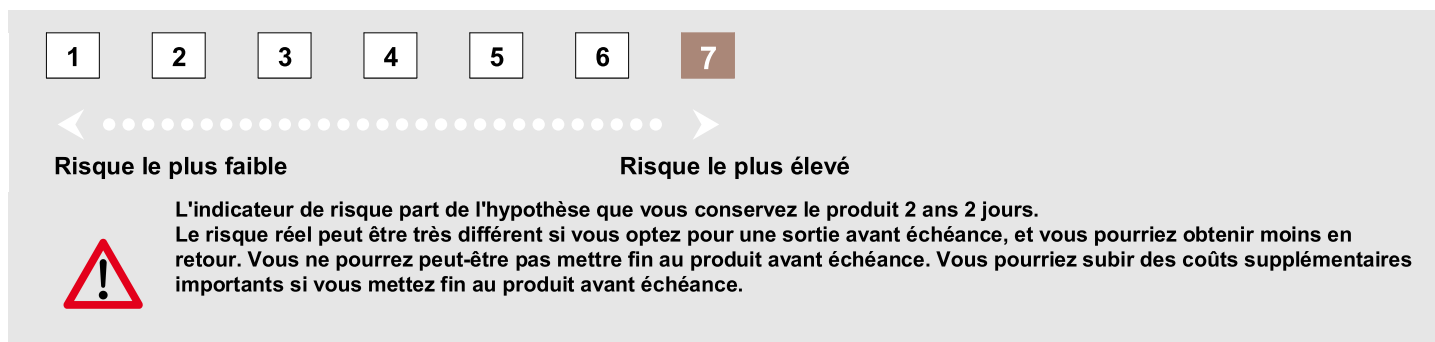 1 2 3 4 5 6 7
Risque le plus faible Risque le plus élevé
L'indicateur de risque part de l'hypothèse que vous conservez le produit 2 ans 2 jours.
Le risque réel peut être très différent si vous optez pour une sortie avant échéance, et vous pourriez obtenir moins en
retour. Vous ne pourrez peut-être pas mettre fin au produit avant échéance. Vous pourriez subir des coûts supplémentaires
importants si vous mettez fin au produit avant échéance.